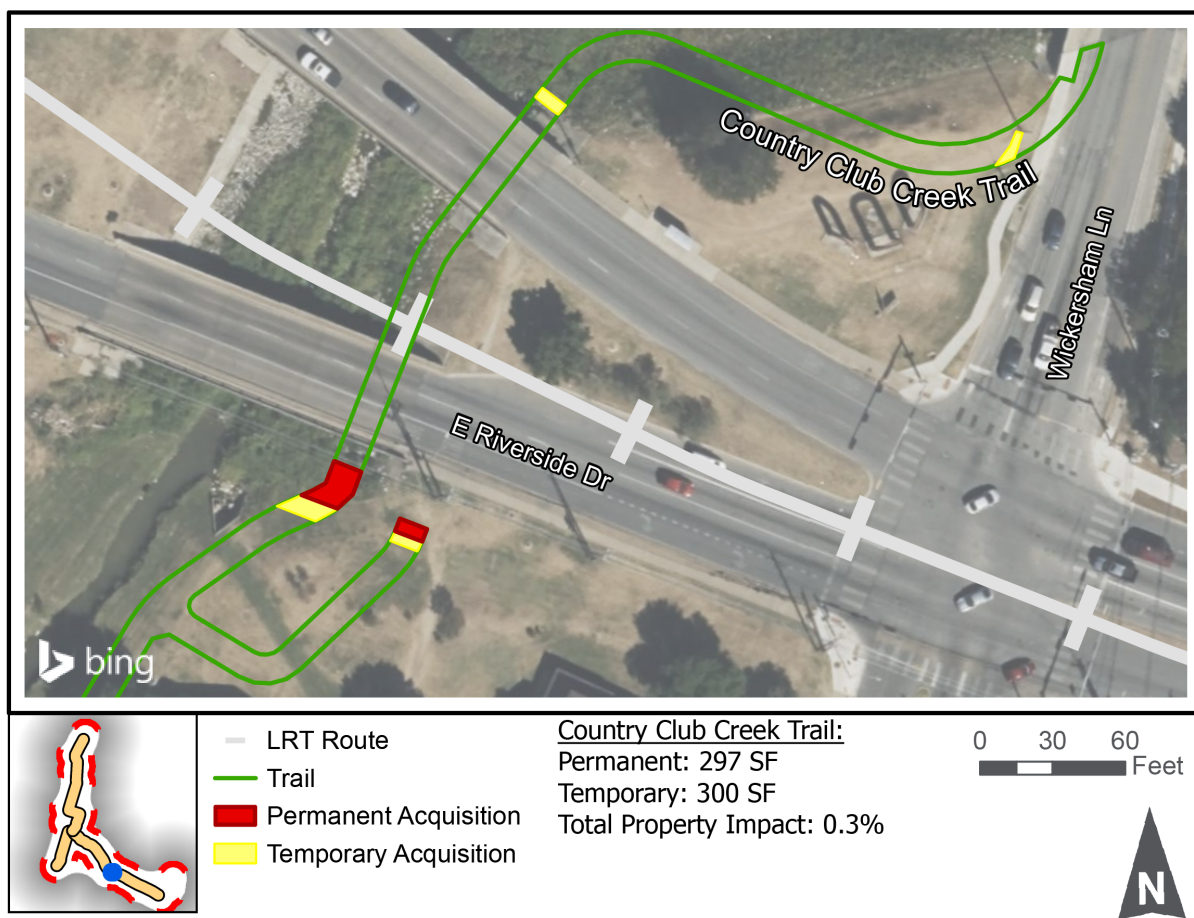 Country Club Creek Trail
Wickersham Ln
E Riverside Dr
bing
LRT Route
Trail
Permanent Acquisition
Temporary Acquisition
Country Club Creek Trail:
Permanent: 297 SF
Temporary: 300 SF
Total Property Impact: 0.3%
0 30 60
Feet
N